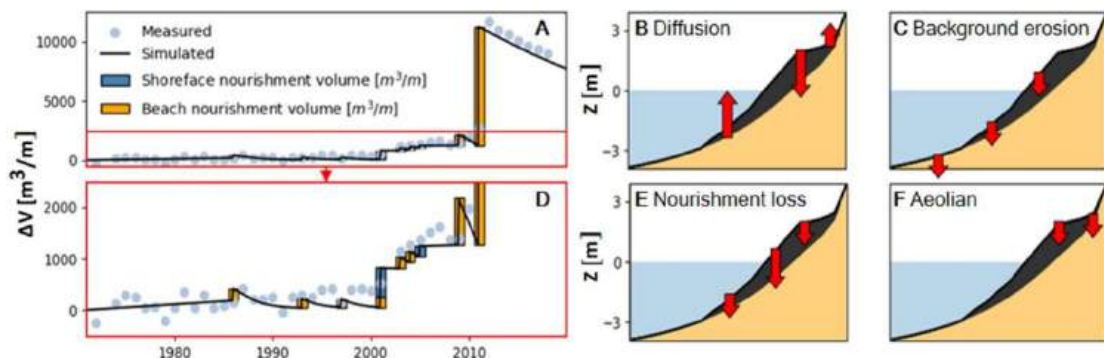 A
Measured
Simulated
Shoreface nourishment volume [m³/m]
Beach nourishment volume [m³/m]
10000
5000
0
ΔV [m³/m]
D
2000
1000
0
1980
1990
2000
2010
B Diffusion
3
0
−3
Z [m]
C Background erosion
E Nourishment loss
3
0
−3
Z [m]
F Aeolian